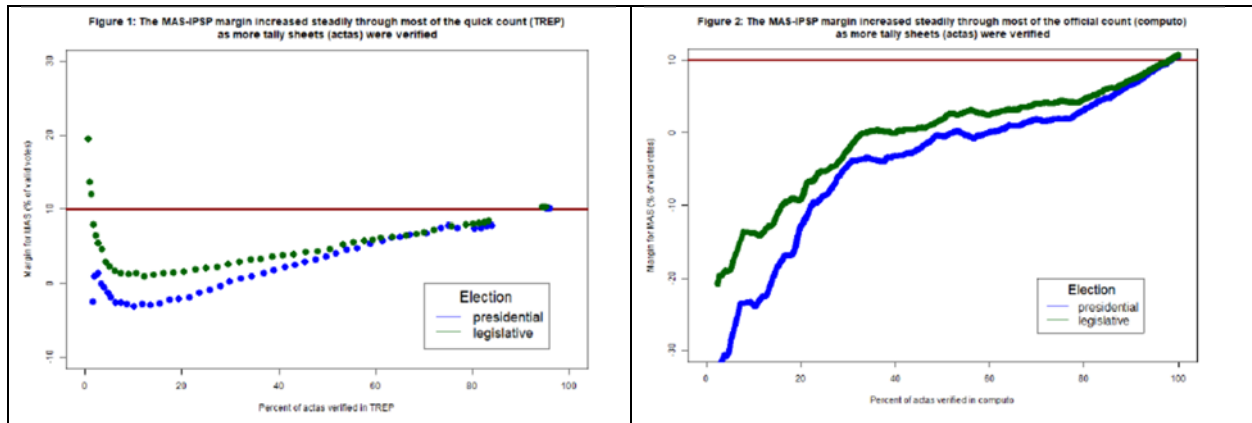 Figure 1: The MAS-IPSP margin increased steadily through most of the quick count (TREP)
as more tally sheets (actas) were verified
Margin for MAS (% of valid votes)
30
20
10
0
-10
Election
presidential
legislative
0 20 40 60 80 100
Percent of actas verified in TREP
Figure 2: The MAS-IPSP margin increased steadily through most of the official count (computo)
as more tally sheets (actas) were verified
Margin for MAS (% of valid votes)
10
0
-10
-20
-30
Election
presidential
legislative
0 20 40 60 80 100
Percent of actas verified in computo